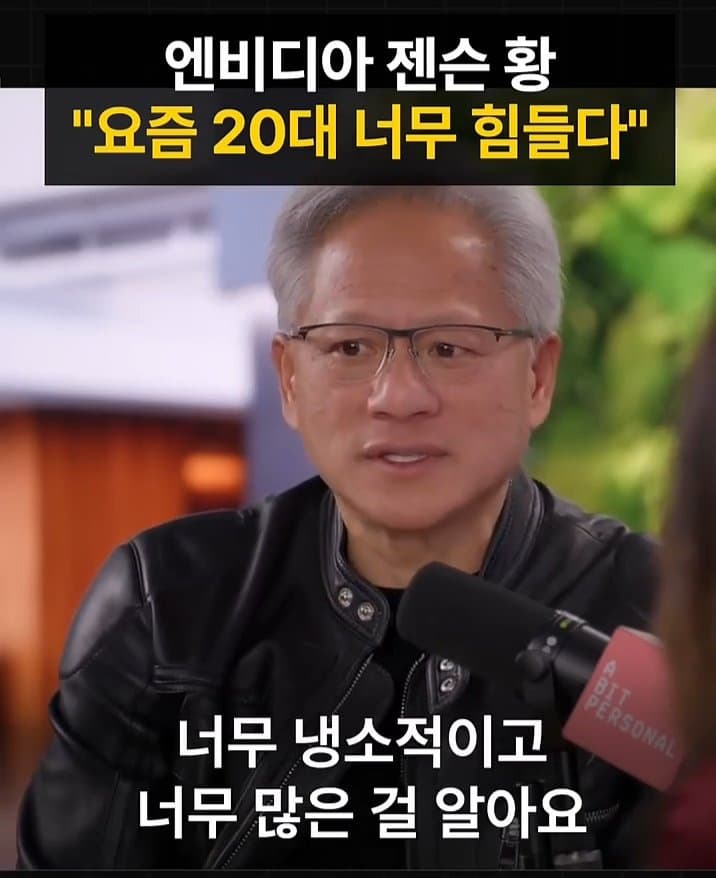 엔비디아 젠슨 황
"요즘 20대 너무 힘들다"
A
BIT
PERSONAL
너무 냉소적이고
너무 많은 걸 알아요